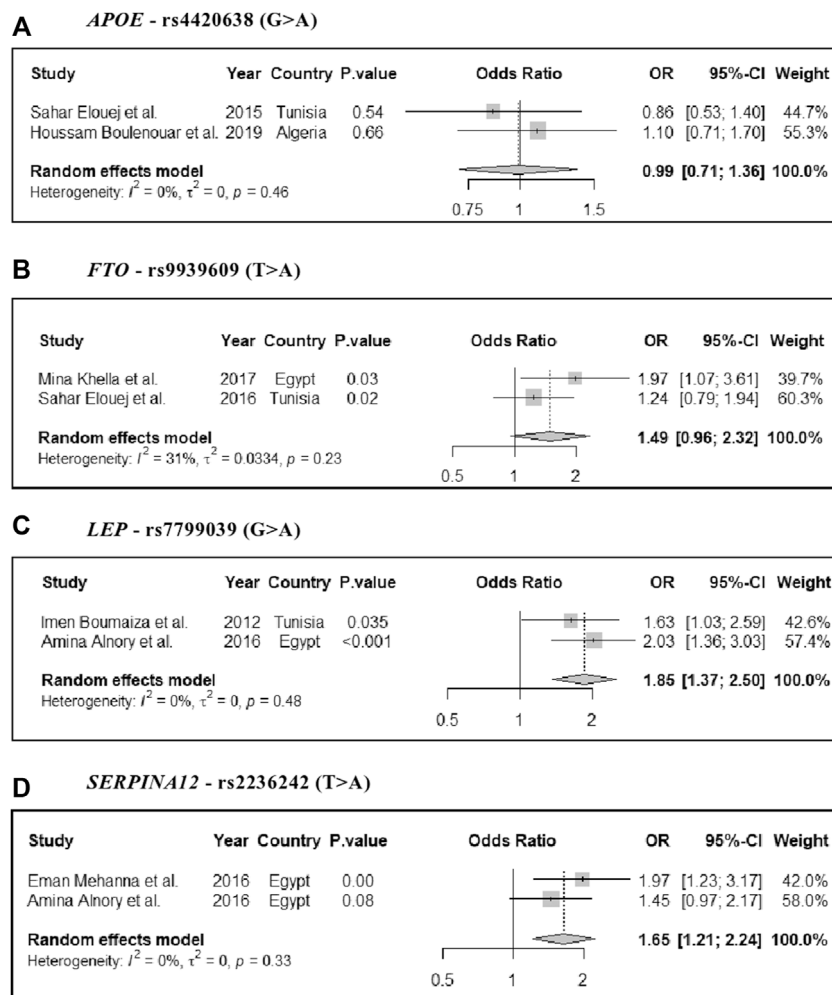 A APOE - rs4420638 (G>A)
Study Year Country P.value Odds Ratio OR 95%-CI Weight
Sahar Elouej et al. 2015 Tunisia 0.54 0.86 [0.53; 1.40] 44.7%
Houssam Boulenouar et al. 2019 Algeria 0.66 1.10 [0.71; 1.70] 55.3%
Random effects model 0.99 [0.71; 1.36] 100.0%
Heterogeneity: I² = 0%, τ² = 0, p = 0.46
0.75 1 1.5
B FTO - rs9939609 (T>A)
Study Year Country P.value Odds Ratio OR 95%-CI Weight
Mina Khella et al. 2017 Egypt 0.03 1.97 [1.07; 3.61] 39.7%
Sahar Elouej et al. 2016 Tunisia 0.02 1.24 [0.79; 1.94] 60.3%
Random effects model 1.49 [0.96; 2.32] 100.0%
Heterogeneity: I² = 31%, τ² = 0.0334, p = 0.23
0.5 1 2
C LEP - rs7799039 (G>A)
Study Year Country P.value Odds Ratio OR 95%-CI Weight
Imen Boumaiza et al. 2012 Tunisia 0.035 1.63 [1.03; 2.59] 42.6%
Amina Alnory et al. 2016 Egypt <0.001 2.03 [1.36; 3.03] 57.4%
Random effects model 1.85 [1.37; 2.50] 100.0%
Heterogeneity: I² = 0%, τ² = 0, p = 0.48
0.5 1 2
D SERPINA12 - rs2236242 (T>A)
Study Year Country P.value Odds Ratio OR 95%-CI Weight
Eman Mehanna et al. 2016 Egypt 0.00 1.97 [1.23; 3.17] 42.0%
Amina Alnory et al. 2016 Egypt 0.08 1.45 [0.97; 2.17] 58.0%
Random effects model 1.65 [1.21; 2.24] 100.0%
Heterogeneity: I² = 0%, τ² = 0, p = 0.33
0.5 1 2